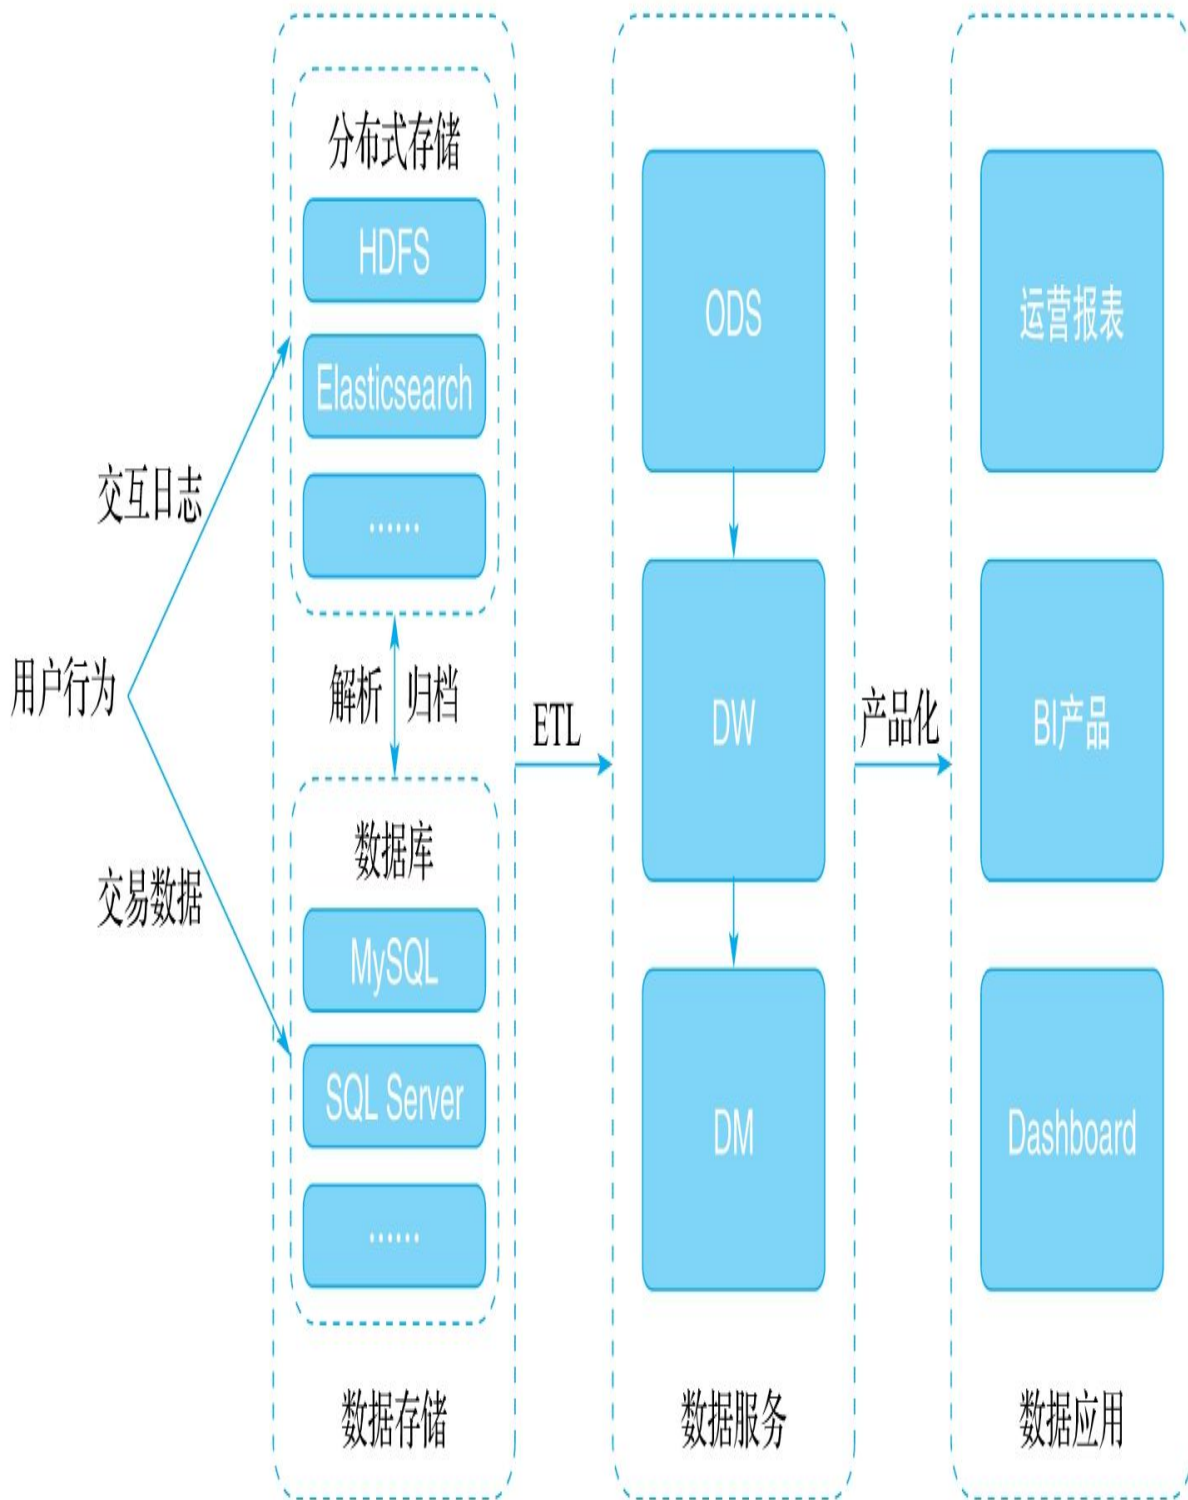 用户行为
交互日志
交易数据
分布式存储
HDFS
Elasticsearch
……
解析 归档
数据库
MySQL
SQL Server
……
数据存储
ETL
ODS
DW
DM
数据服务
产品化
运营报表
BI产品
Dashboard
数据应用